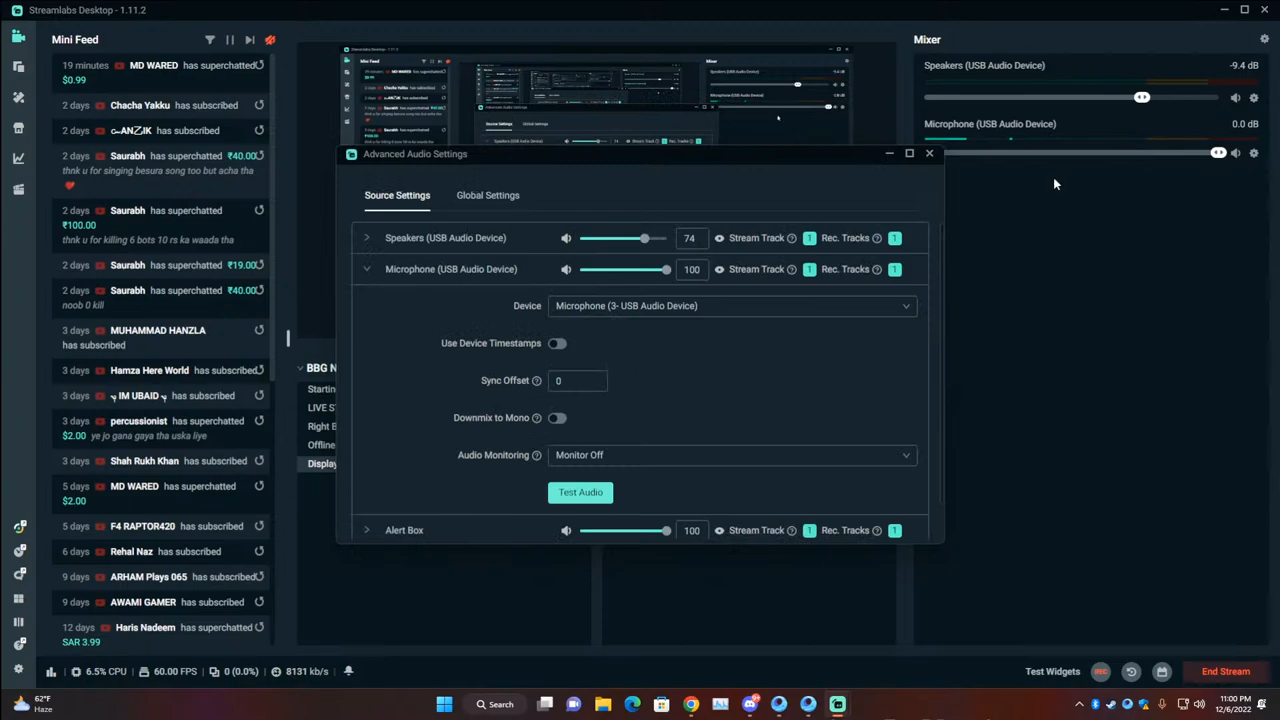 Streamlabs Desktop - 1.11.2
Mini Feed
19 minutes MD WARED has superchatted
$0.99
2 days has subscribed
2 days has subscribed
2 days Saurabh has superchatted ₹40.00
thnk u for singing besura song too but acha tha
2 days Saurabh has superchatted
₹100.00
thnk u for killing 6 bots 10 rs ka waada tha
2 days Saurabh has superchatted ₹19.00
2 days Saurabh has superchatted ₹40.00
noob 0 kill
3 days MUHAMMAD HANZLA
has subscribed
3 days Hamza Here World has subscribed
3 days IM UBAID has subscribed
3 days percussionist has superchatted
$2.00 ye jo gana gaya tha uska liye
3 days Shah Rukh Khan has subscribed
5 days MD WARED has superchatted
$2.00
5 days F4 RAPTOR420 has subscribed
6 days Rehal Naz has subscribed
9 days ARHAM Plays 065 has subscribed
9 days AWAMI GAMER has subscribed
12 days Haris Nadeem has superchatted
SAR 3.99
Advanced Audio Settings
Source Settings Global Settings
Speakers (USB Audio Device) 74 Stream Track ? 1 Rec. Tracks ? 1
Microphone (USB Audio Device) 100 Stream Track ? 1 Rec. Tracks ? 1
Device Microphone (3- USB Audio Device)
Use Device Timestamps
Sync Offset ? 0
Downmix to Mono ?
Audio Monitoring ? Monitor Off
Test Audio
Alert Box 100 Stream Track ? 1 Rec. Tracks ? 1
BBG N
Starting
LIVE ST
Right B
Offline
Display
Mixer
Speakers (USB Audio Device) -9.4 dB
Microphone (USB Audio Device) 0.0 dB
6.5% CPU 60.00 FPS 0 (0.0%) 8131 kb/s
Test Widgets REC End Stream
62°F
Haze
Search
11:00 PM
12/6/2022